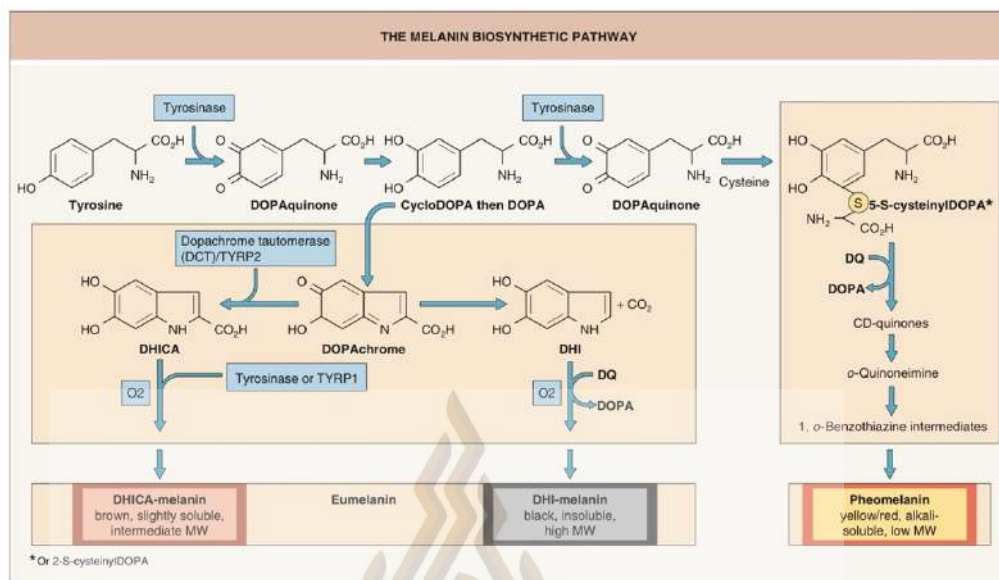 THE MELANIN BIOSYNTHETIC PATHWAY
Tyrosinase
Tyrosinase
CO₂H
NH₂
HO
Tyrosine
O
O
CO₂H
NH₂
DOPAquinone
HO
HO
CO₂H
NH₂
CycloDOPA then DOPA
O
O
CO₂H
NH₂
DOPAquinone
Cysteine
HO
HO
CO₂H
NH₂
S
5-S-cysteinylDOPA*
NH₂
CO₂H
DQ
DOPA
CD-quinones
o-Quinoneimine
1, o-Benzothiazine intermediates
Dopachrome tautomerase
(DCT)/TYRP2
HO
HO
NH
CO₂H
DHICA
O
HO
N
CO₂H
DOPAchrome
HO
HO
NH
+ CO₂
DHI
O2
Tyrosinase or TYRP1
O2
DQ
DOPA
DHICA-melanin
brown, slightly soluble,
intermediate MW
Eumelanin
DHI-melanin
black, insoluble,
high MW
Pheomelanin
yellow/red, alkali-
soluble, low MW
*Or 2-S-cysteinylDOPA